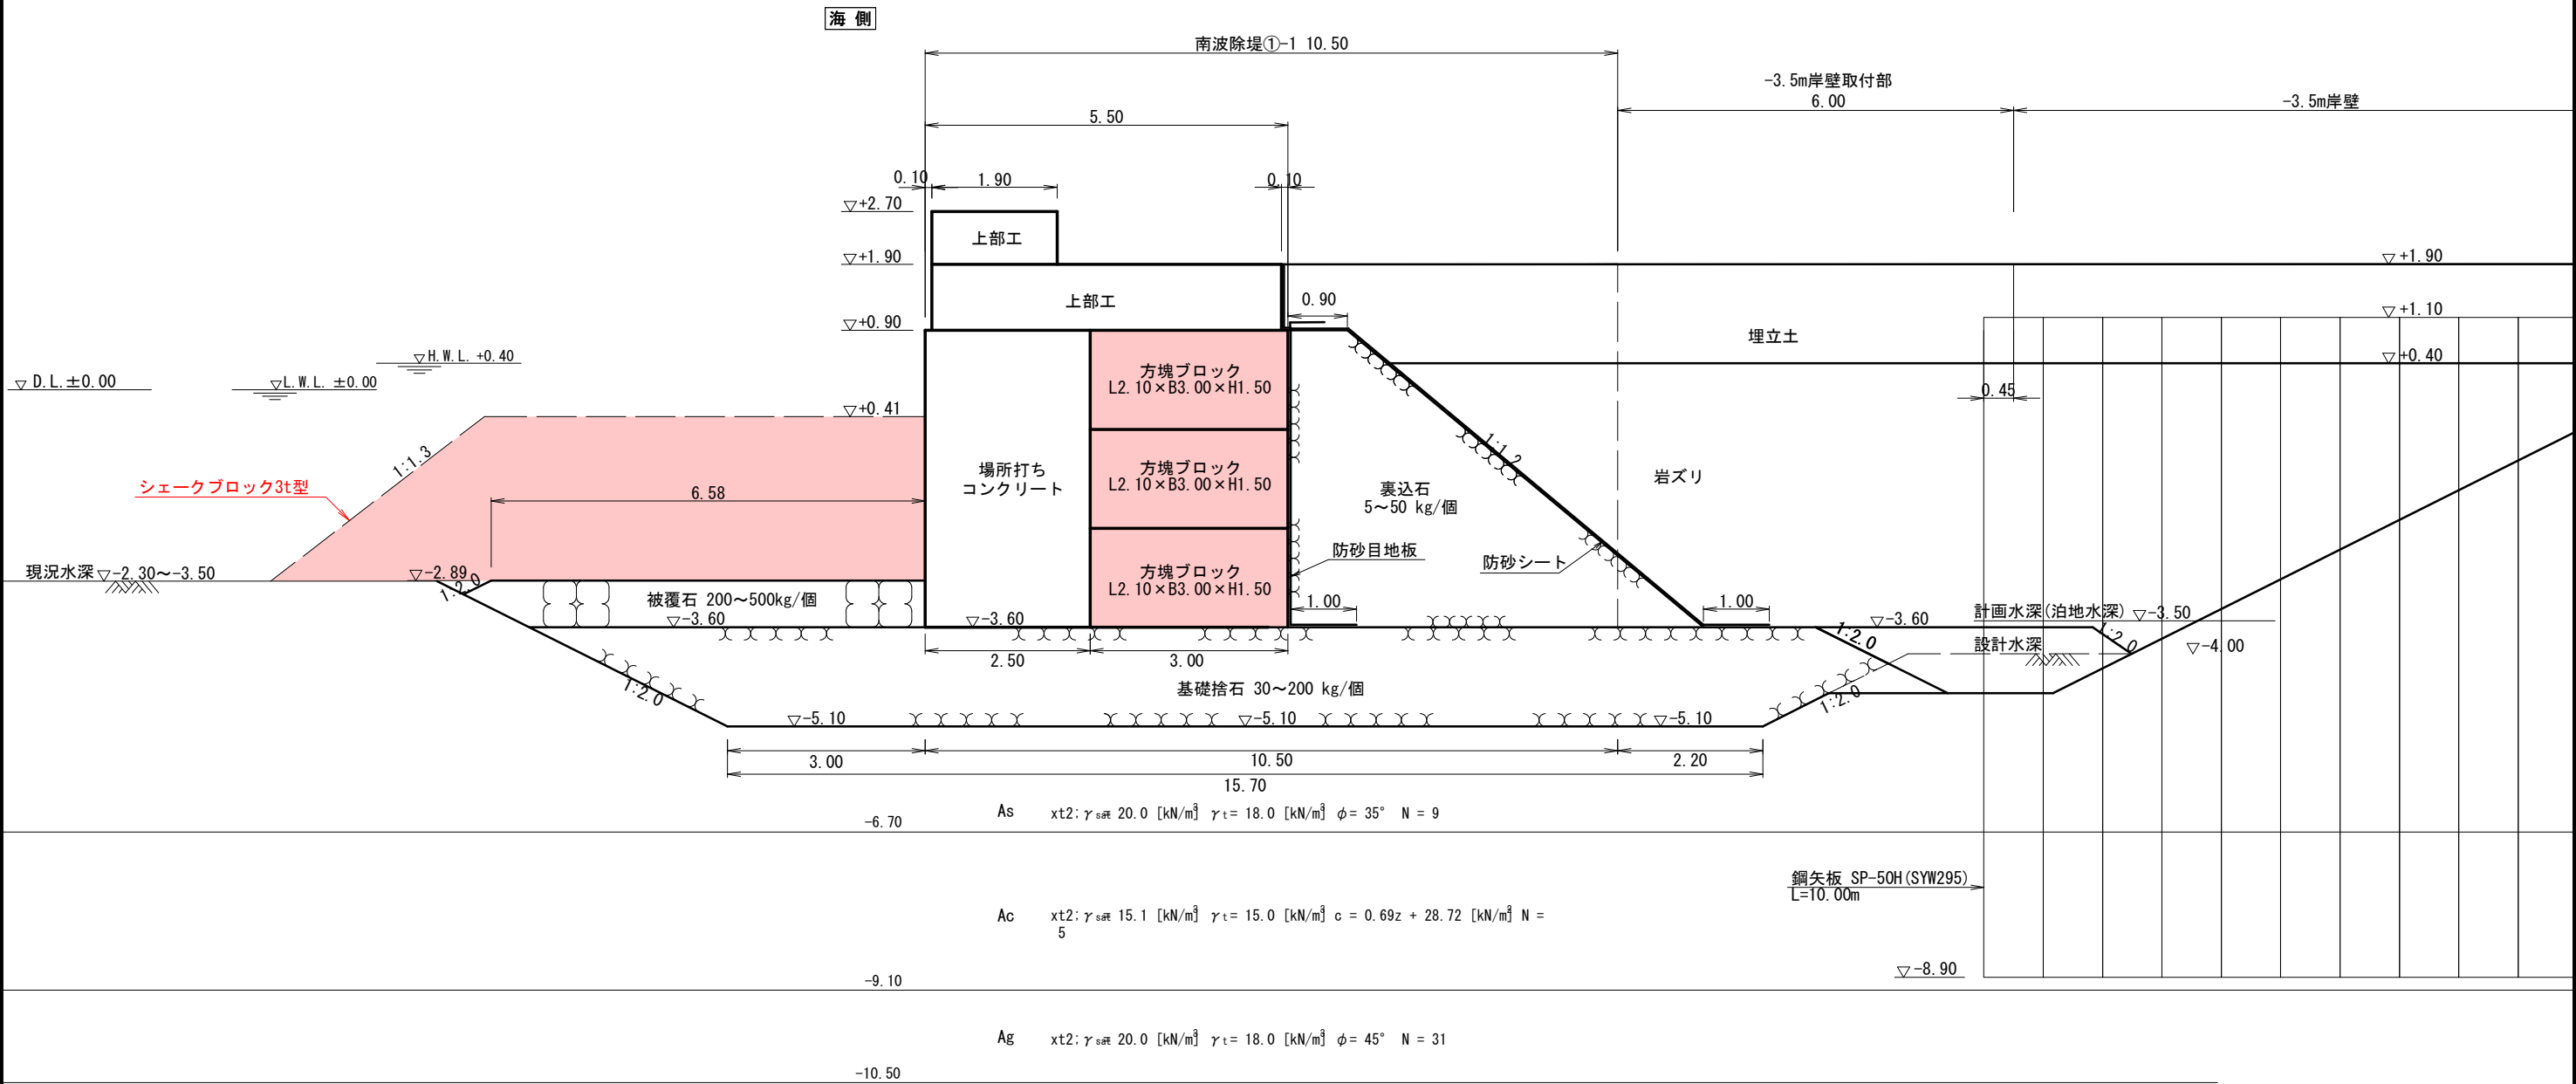 海 側
南波除堤①-1 10.50
-3.5m岸壁取付部
6.00
-3.5m岸壁
5.50
0.10
1.90
0.10
▽+2.70
上部工
▽+1.90
▽+1.90
上部工
0.90
▽+1.10
▽+0.90
埋立土
▽H.W.L. +0.40
▽+0.40
▽ D.L.±0.00
▽L.W.L. ±0.00
方塊ブロック
L2.10×B3.00×H1.50
0.45
▽+0.41
1:1.3
1:1.2
場所打ち
コンクリート
方塊ブロック
L2.10×B3.00×H1.50
岩ズリ
シェークブロック3t型
6.58
裏込石
5～50 kg/個
防砂目地板
防砂シート
現況水深▽-2.30～-3.50
▽-2.89
1:2.0
方塊ブロック
L2.10×B3.00×H1.50
被覆石 200～500kg/個
1.00
1.00
▽-3.60
▽-3.60
▽-3.60
計画水深(泊地水深) ▽-3.50
1:2.0
1:2.0
設計水深
▽-4.00
2.50
3.00
1:2.0
基礎捨石 30～200 kg/個
1:2.0
▽-5.10
▽-5.10
▽-5.10
3.00
10.50
2.20
15.70
As xt2;γsat= 20.0 [kN/m3] γt= 18.0 [kN/m3] φ= 35° N = 9
-6.70
鋼矢板 SP-50H(SYW295)
L=10.00m
Ac xt2;γsat= 15.1 [kN/m3] γt= 15.0 [kN/m3] c = 0.69z + 28.72 [kN/m2] N =
5
▽-8.90
-9.10
Ag xt2;γsat= 20.0 [kN/m3] γt= 18.0 [kN/m3] φ= 45° N = 31
-10.50